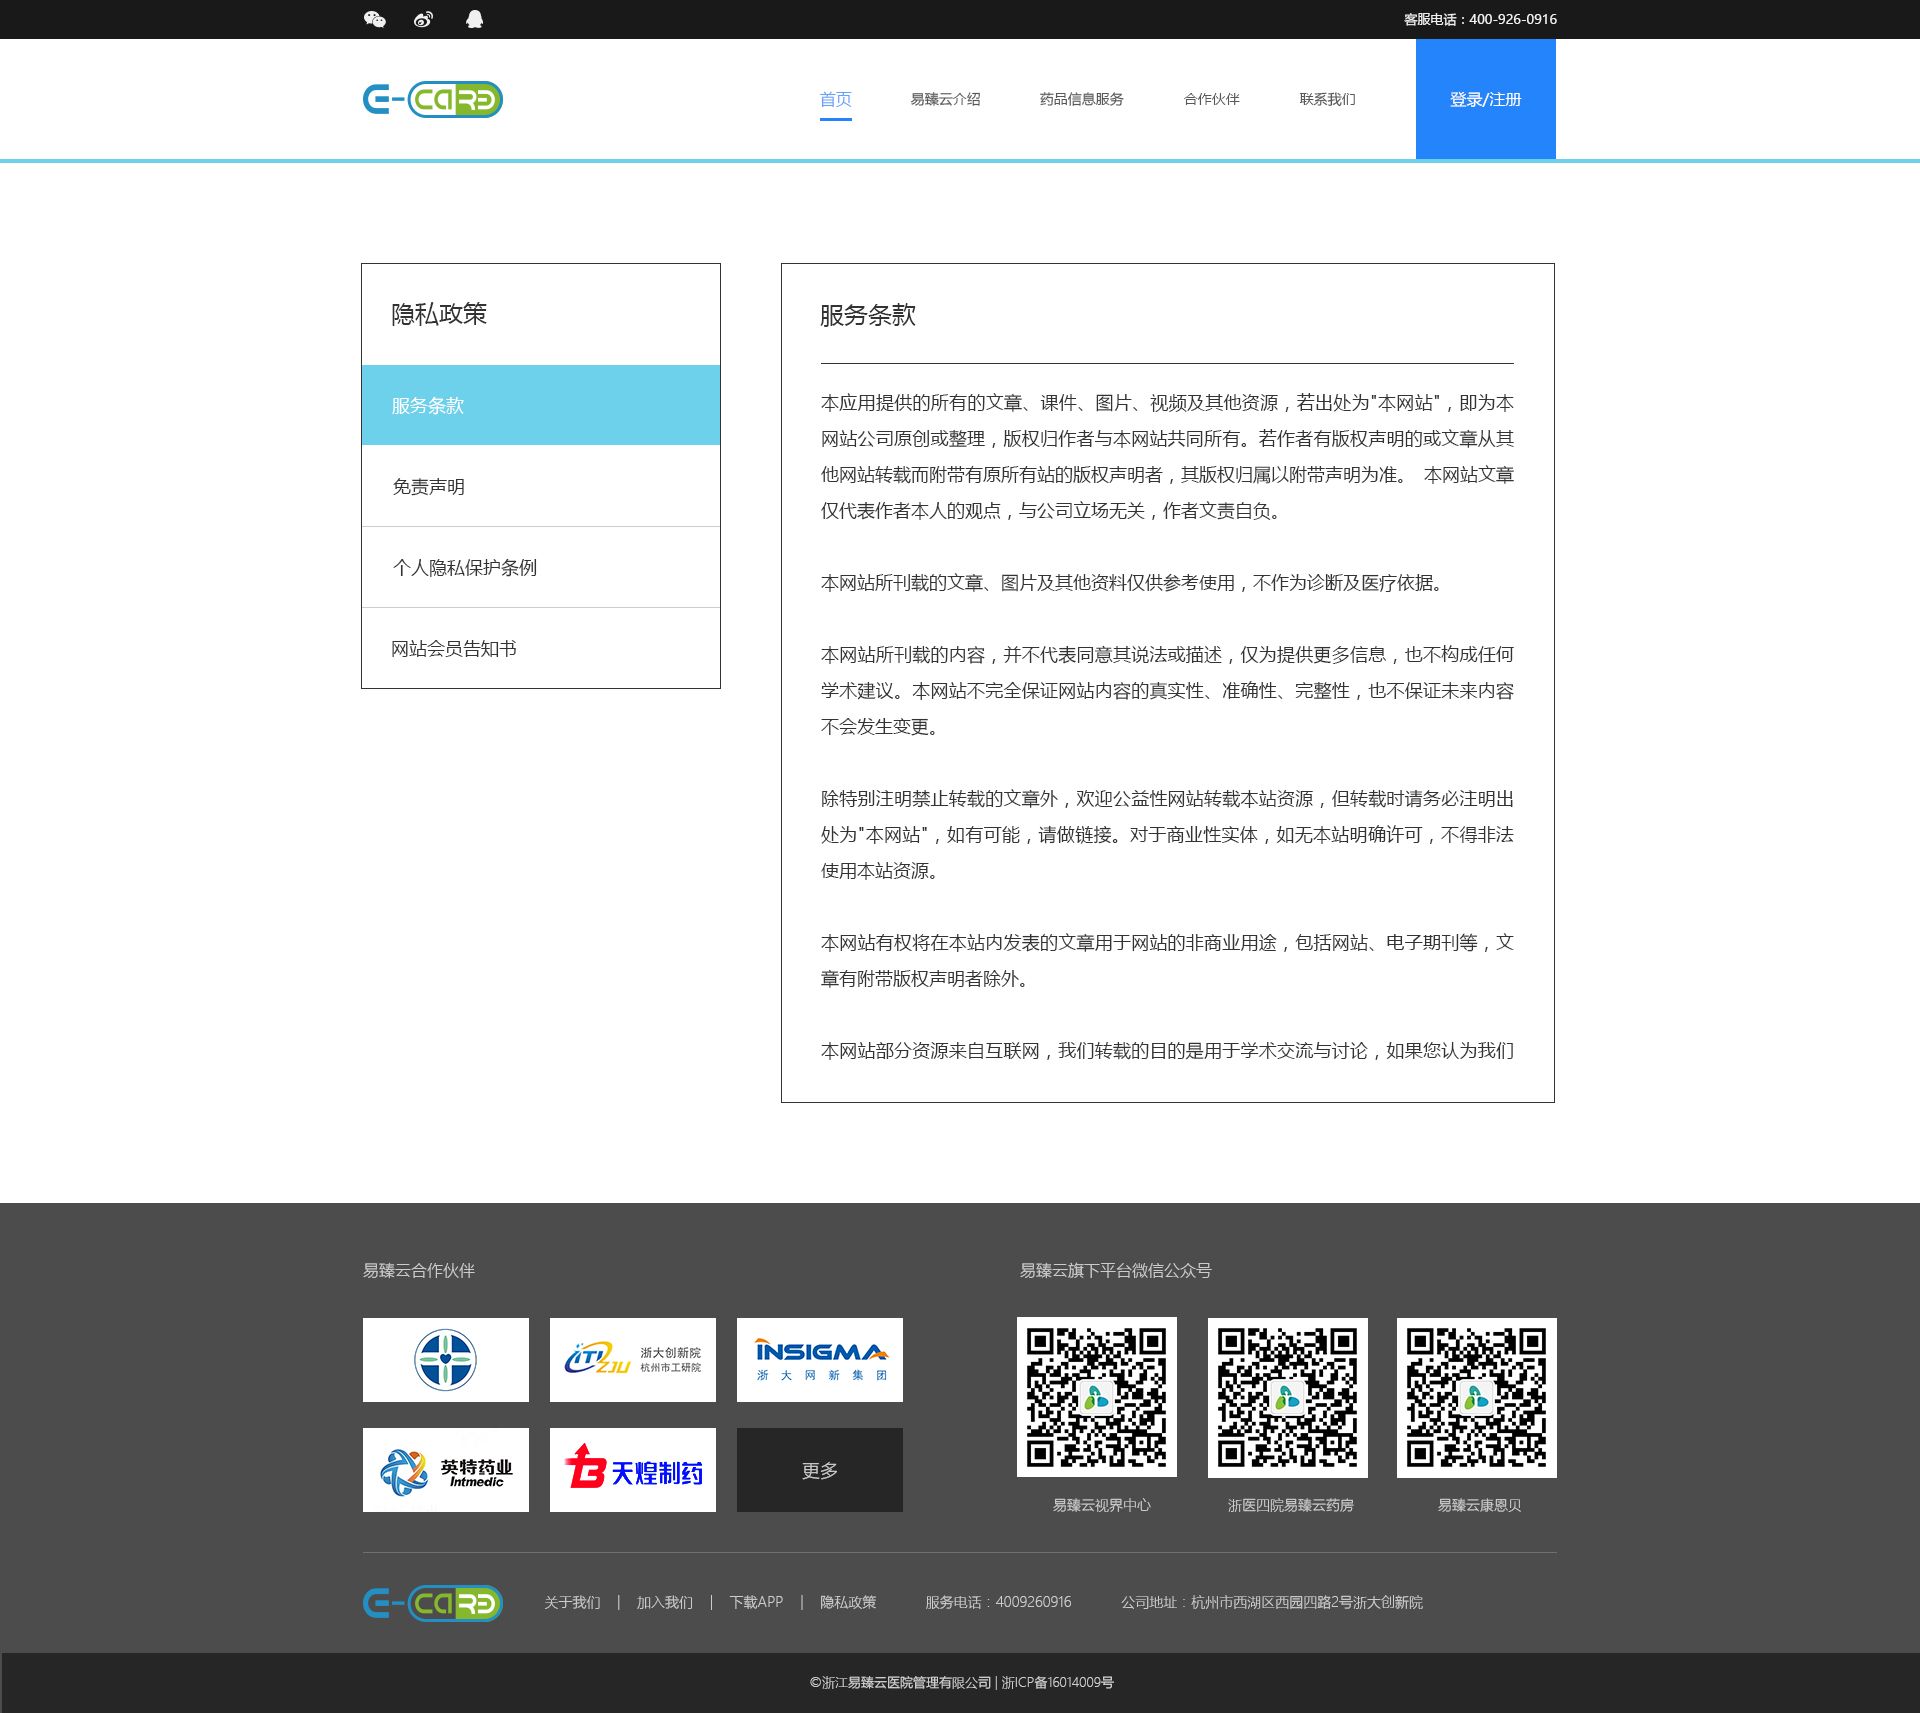 客服电话：400-926-0916
E-CARD
首页
易臻云介绍
药品信息服务
合作伙伴
联系我们
登录/注册
隐私政策
服务条款
免责声明
个人隐私保护条例
网站会员告知书
服务条款
本应用提供的所有的文章、课件、图片、视频及其他资源，若出处为"本网站"，即为本
网站公司原创或整理，版权归作者与本网站共同所有。若作者有版权声明的或文章从其
他网站转载而附带有原所有站的版权声明者，其版权归属以附带声明为准。 本网站文章
仅代表作者本人的观点，与公司立场无关，作者文责自负。
本网站所刊载的文章、图片及其他资料仅供参考使用，不作为诊断及医疗依据。
本网站所刊载的内容，并不代表同意其说法或描述，仅为提供更多信息，也不构成任何
学术建议。本网站不完全保证网站内容的真实性、准确性、完整性，也不保证未来内容
不会发生变更。
除特别注明禁止转载的文章外，欢迎公益性网站转载本站资源，但转载时请务必注明出
处为"本网站"，如有可能，请做链接。对于商业性实体，如无本站明确许可，不得非法
使用本站资源。
本网站有权将在本站内发表的文章用于网站的非商业用途，包括网站、电子期刊等，文
章有附带版权声明者除外。
本网站部分资源来自互联网，我们转载的目的是用于学术交流与讨论，如果您认为我们
易臻云合作伙伴
易臻云旗下平台微信公众号
iTi ZJU
浙大创新院
杭州市工研院
INSIGMA
浙大网新集团
英特药业
Intmedic
天煌制药
更多
易臻云视界中心
浙医四院易臻云药房
易臻云康恩贝
E-CARD
关于我们 | 加入我们 | 下载APP | 隐私政策
服务电话：4009260916
公司地址：杭州市西湖区西园四路2号浙大创新院
©浙江易臻云医院管理有限公司 | 浙ICP备16014009号